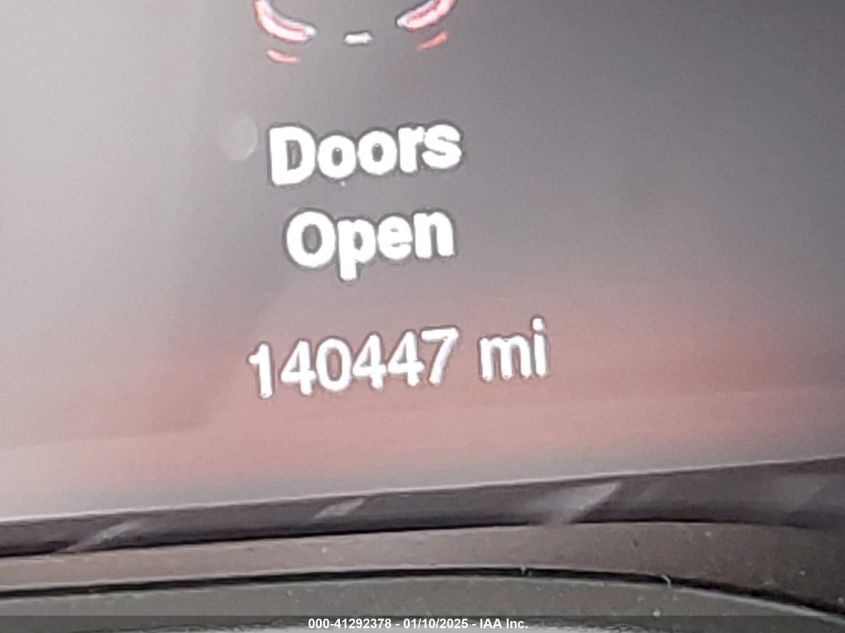 Doors
Open
140447 mi
000-41292378 - 01/10/2025 - IAA Inc.